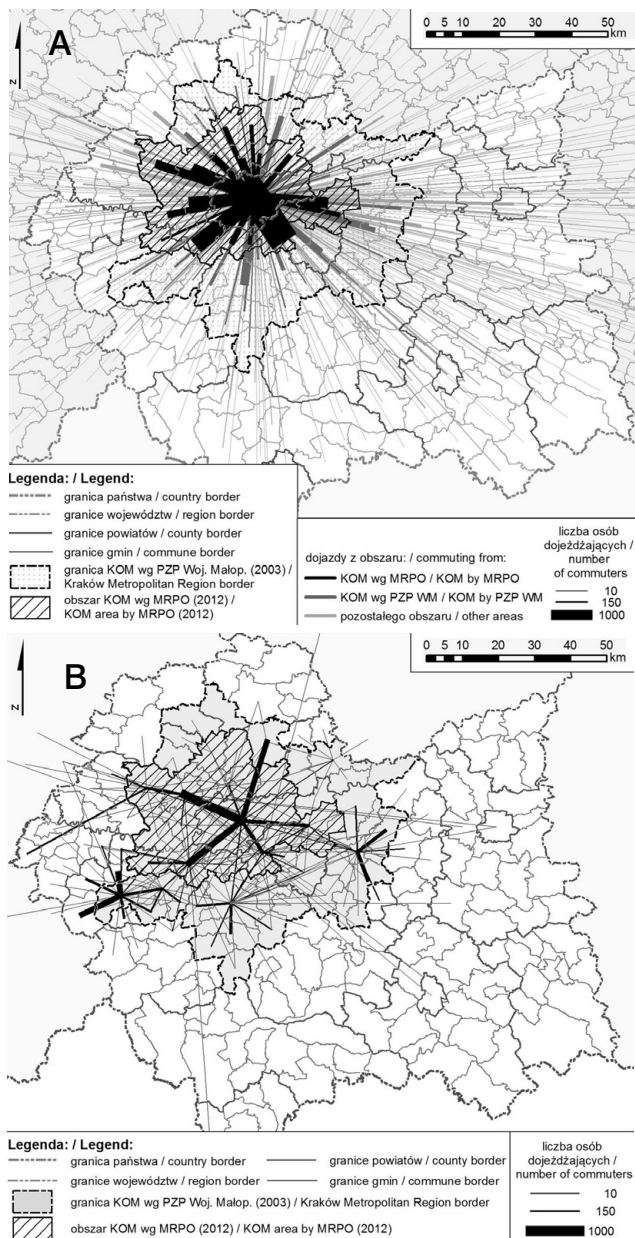 A
0 5 10 20 30 40 50
km
N
Legenda: / Legend:
granica państwa / country border
granice województw / region border
granice powiatów / county border
granice gmin / commune border
granica KOM wg PZP Woj. Małop. (2003) /
Kraków Metropolitan Region border
obszar KOM wg MRPO (2012) /
KOM area by MRPO (2012)
dojazdy z obszaru: / commuting from:
KOM wg MRPO / KOM by MRPO
KOM wg PZP WM / KOM by PZP WM
pozostałego obszaru / other areas
liczba osób
dojeżdżających /
number
of commuters
10
150
1000
B
0 5 10 20 30 40 50
km
N
Legenda: / Legend:
granica państwa / country border
granice powiatów / county border
granice województw / region border
granice gmin / commune border
granica KOM wg PZP Woj. Małop. (2003) / Kraków Metropolitan Region border
obszar KOM wg MRPO (2012) / KOM area by MRPO (2012)
liczba osób
dojeżdżających /
number of commuters
10
150
1000